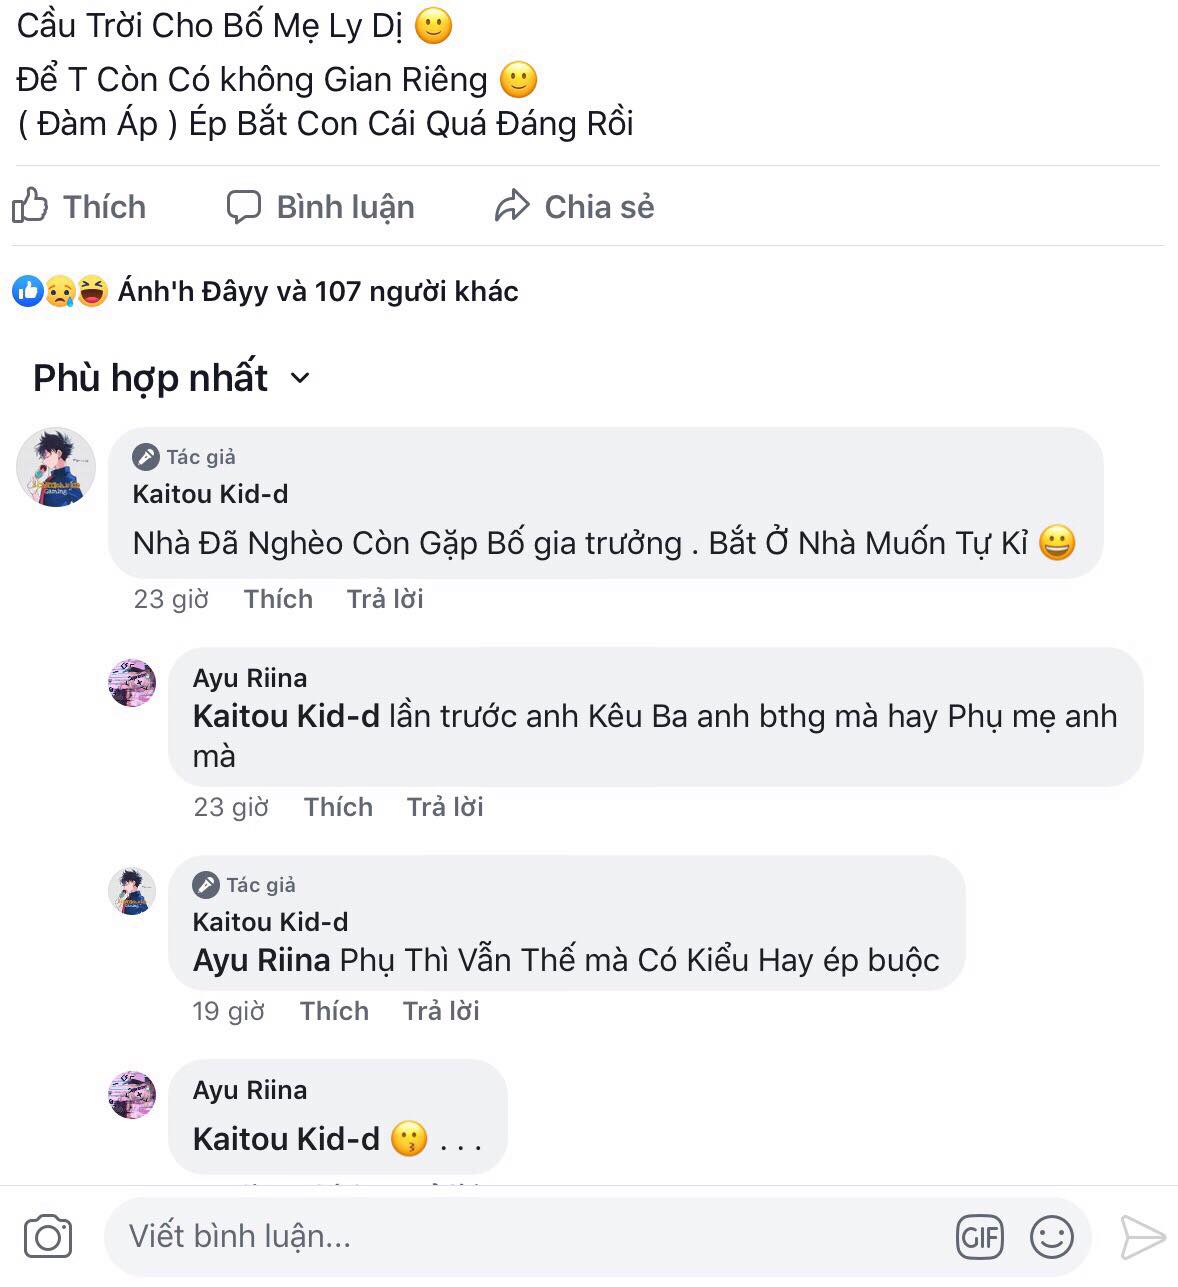 Cầu Trời Cho Bố Mẹ Ly Dị 🙂
Để T Còn Có không Gian Riêng 🙂
( Đàm Áp ) Ép Bắt Con Cái Quá Đáng Rồi
Thích Bình luận Chia sẻ
Ánh'h Đâyy và 107 người khác
Phù hợp nhất
Tác giả
Kaitou Kid-d
Nhà Đã Nghèo Còn Gặp Bố gia trưởng . Bắt Ở Nhà Muốn Tự Kỉ 😀
23 giờ Thích Trả lời
Ayu Riina
Kaitou Kid-d lần trước anh Kêu Ba anh bthg mà hay Phụ mẹ anh
mà
23 giờ Thích Trả lời
Tác giả
Kaitou Kid-d
Ayu Riina Phụ Thì Vẫn Thế mà Có Kiểu Hay ép buộc
19 giờ Thích Trả lời
Ayu Riina
Kaitou Kid-d 😗 . . .
Viết bình luận...
GIF